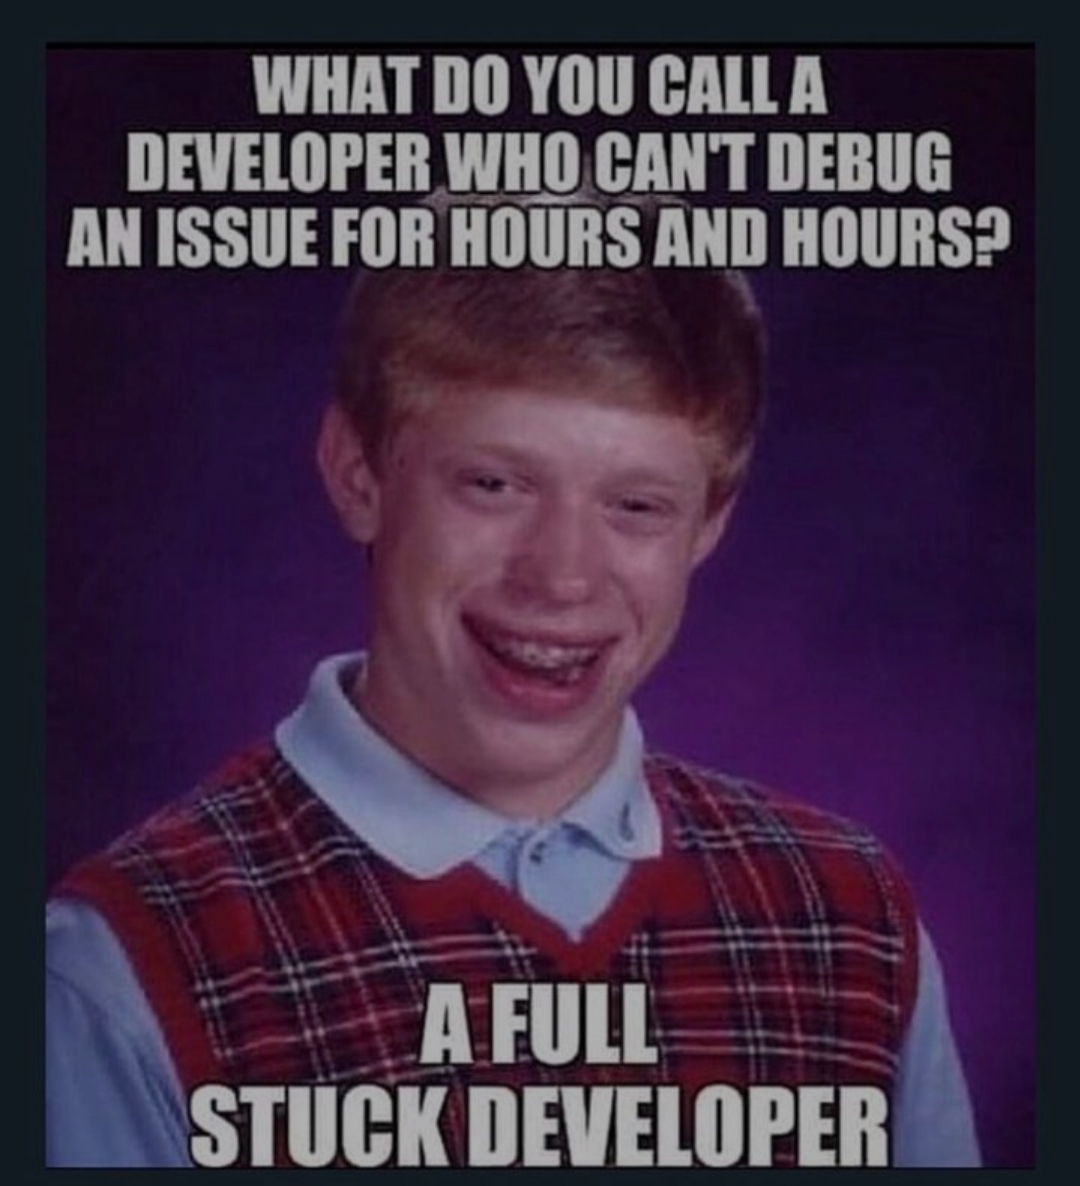 WHAT DO YOU CALL A
DEVELOPER WHO CAN'T DEBUG
AN ISSUE FOR HOURS AND HOURS?
A FULL
STUCK DEVELOPER